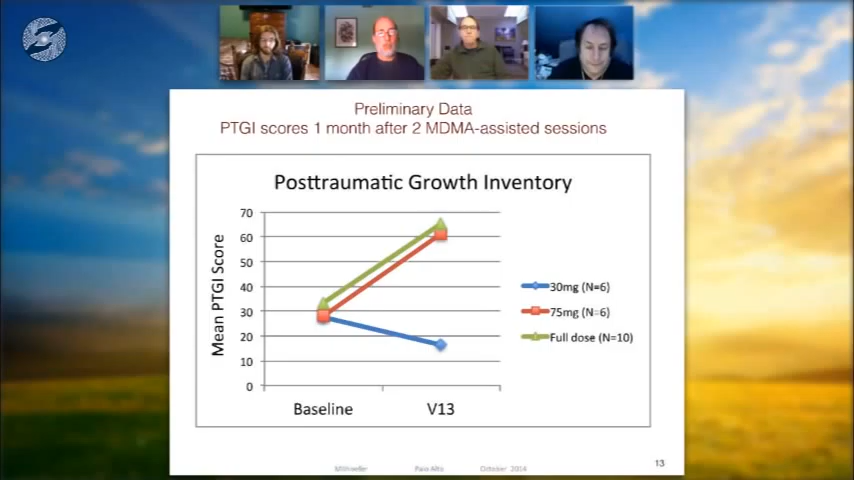 Preliminary Data
PTGI scores 1 month after 2 MDMA-assisted sessions
Posttraumatic Growth Inventory
Mean PTGI Score
70
60
50
40
30
20
10
0
Baseline
V13
30mg (N=6)
75mg (N=6)
Full dose (N=10)
Mithoefer Palo Alto October 2014
13